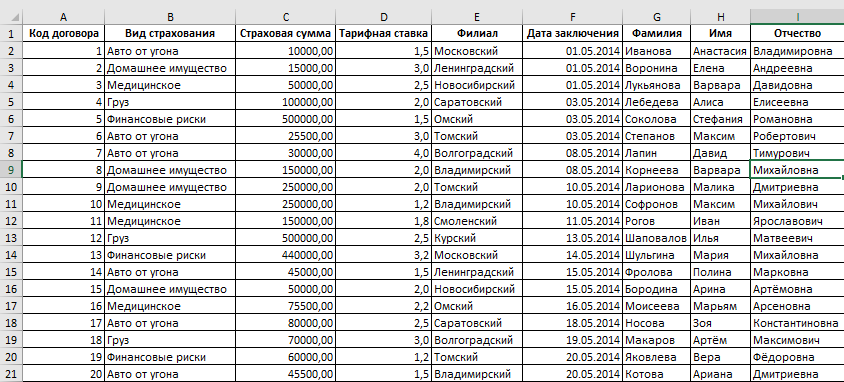 A B C D E F G H I
1 Код договора Вид страхования Страховая сумма Тарифная ставка Филиал Дата заключения Фамилия Имя Отчество
2 1 Авто от угона 10000,00 1,5 Московский 01.05.2014 Иванова Анастасия Владимировна
3 2 Домашнее имущество 15000,00 3,0 Ленинградский 01.05.2014 Воронина Елена Андреевна
4 3 Медицинское 50000,00 2,5 Новосибирский 01.05.2014 Лукьянова Варвара Давидовна
5 4 Груз 100000,00 2,0 Саратовский 03.05.2014 Лебедева Алиса Елисеевна
6 5 Финансовые риски 500000,00 1,5 Омский 03.05.2014 Соколова Стефания Романовна
7 6 Авто от угона 25500,00 3,0 Томский 03.05.2014 Степанов Максим Робертович
8 7 Авто от угона 30000,00 4,0 Волгоградский 08.05.2014 Лапин Давид Тимурович
9 8 Домашнее имущество 150000,00 2,0 Владимирский 08.05.2014 Корнеева Варвара Михайловна
10 9 Домашнее имущество 250000,00 2,0 Томский 10.05.2014 Ларионова Малика Дмитриевна
11 10 Медицинское 250000,00 1,2 Владимирский 10.05.2014 Софронов Максим Михайлович
12 11 Медицинское 150000,00 1,8 Смоленский 11.05.2014 Рогов Иван Ярославович
13 12 Груз 500000,00 2,5 Курский 13.05.2014 Шаповалов Илья Матвеевич
14 13 Финансовые риски 440000,00 3,2 Московский 14.05.2014 Шульгина Мария Михайловна
15 14 Авто от угона 45000,00 1,5 Ленинградский 15.05.2014 Фролова Полина Марковна
16 15 Домашнее имущество 50000,00 2,0 Новосибирский 15.05.2014 Бородина Арина Артёмовна
17 16 Медицинское 75500,00 2,2 Омский 16.05.2014 Моисеева Марьям Арсеновна
18 17 Авто от угона 80000,00 2,5 Саратовский 18.05.2014 Носова Зоя Константиновна
19 18 Груз 70000,00 3,0 Волгоградский 19.05.2014 Макаров Артём Максимович
20 19 Финансовые риски 60000,00 1,2 Томский 20.05.2014 Яковлева Вера Фёдоровна
21 20 Авто от угона 45500,00 1,5 Владимирский 20.05.2014 Котова Ариана Дмитриевна